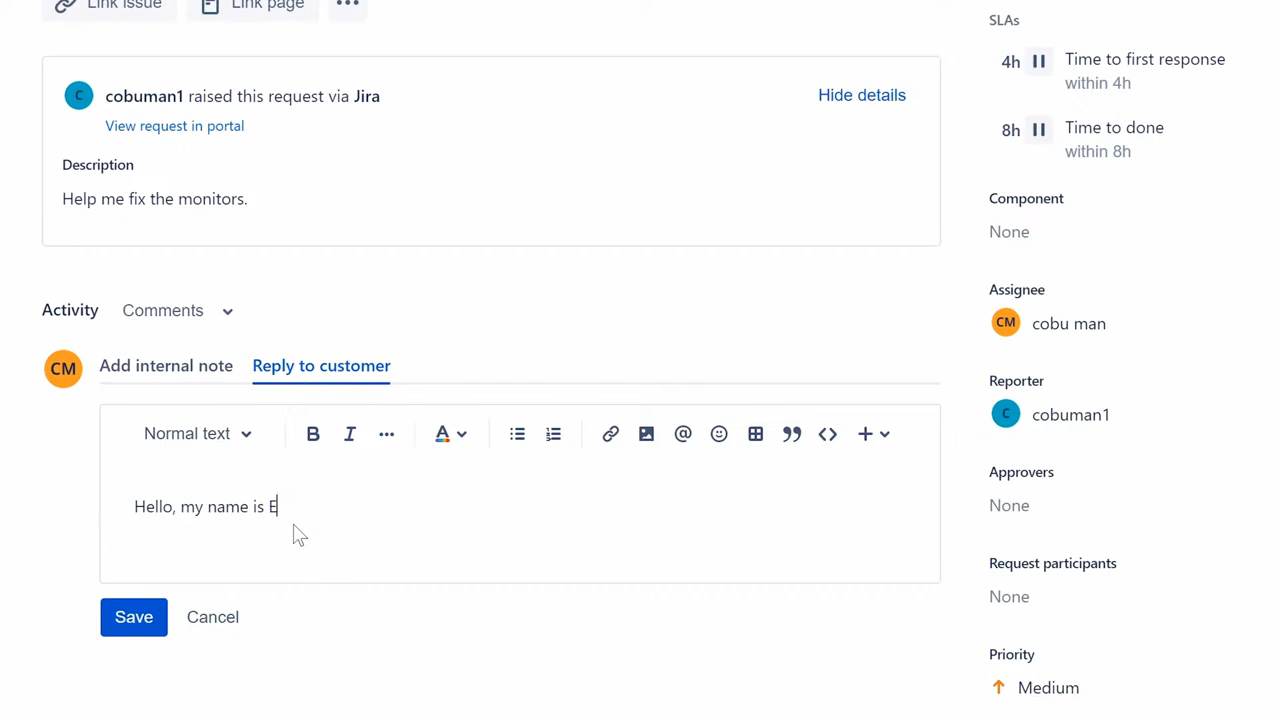 Link issue
Link page
C
cobuman1 raised this request via Jira
Hide details
View request in portal
Description
Help me fix the monitors.
Activity
Comments
CM
Add internal note
Reply to customer
Normal text
B
I
A
Hello, my name is E
Save
Cancel
SLAs
4h
Time to first response
within 4h
8h
Time to done
within 8h
Component
None
Assignee
CM
cobu man
Reporter
C
cobuman1
Approvers
None
Request participants
None
Priority
Medium